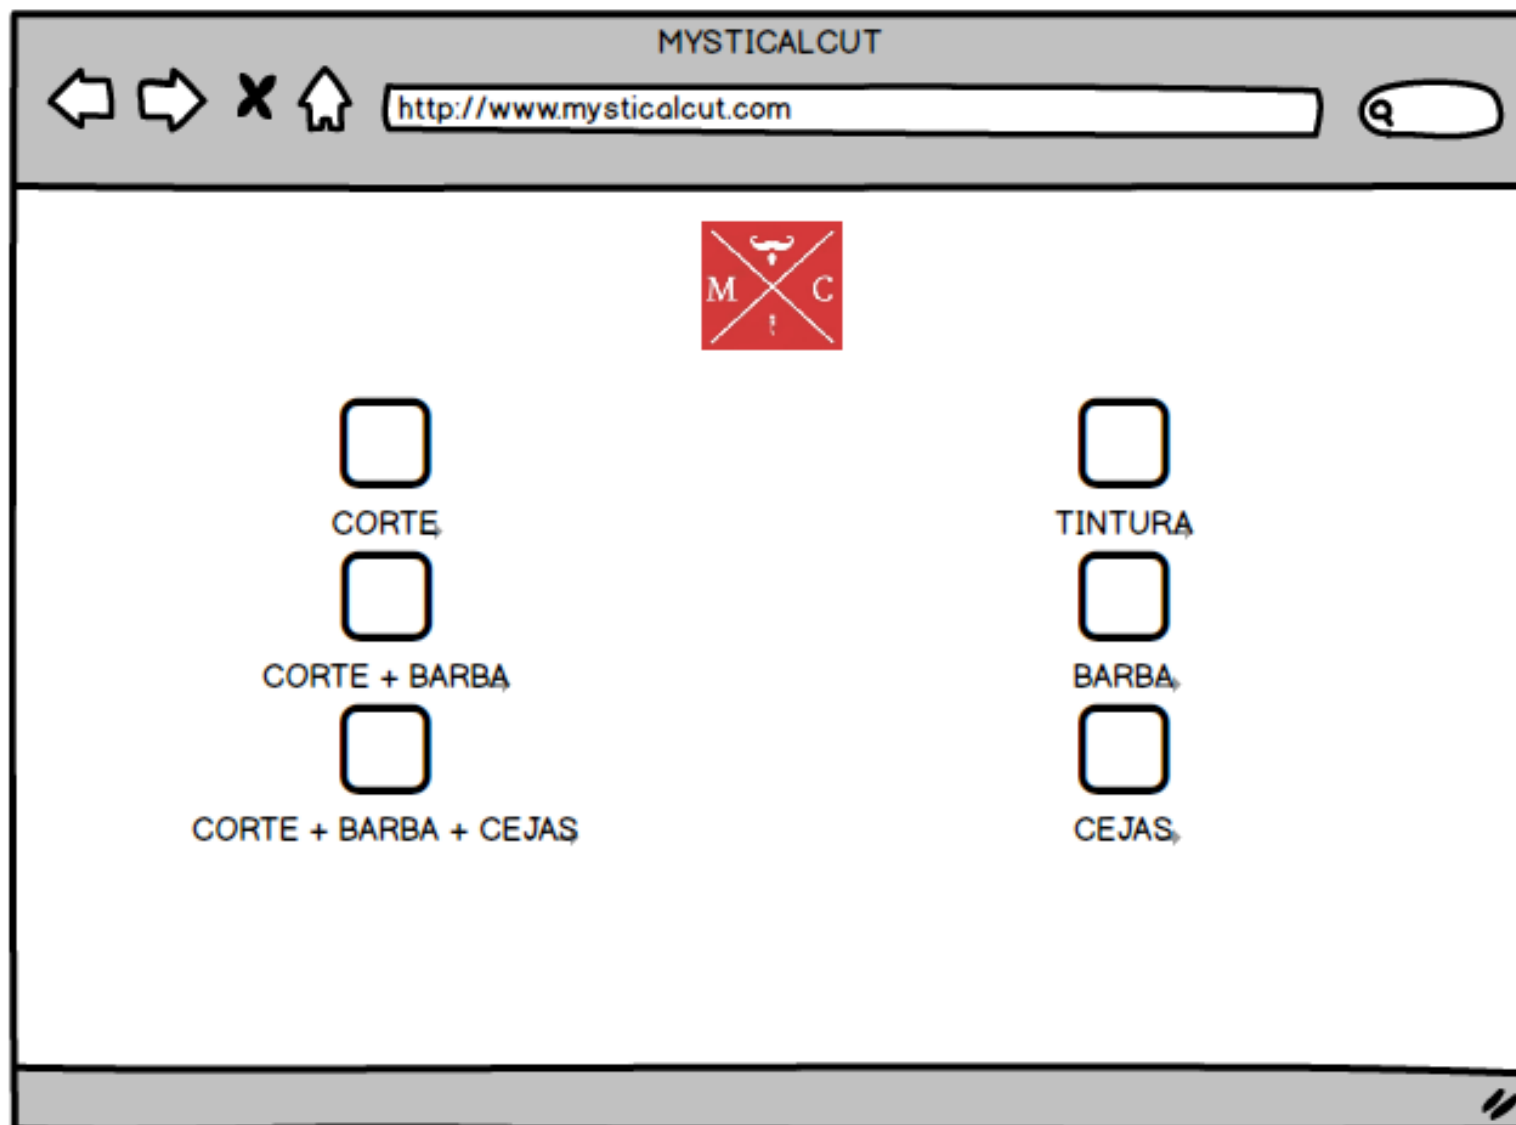 MYSTICALCUT
http://www.mysticalcut.com
M C
CORTE
TINTURA
CORTE + BARBA
BARBA
CORTE + BARBA + CEJAS
CEJAS